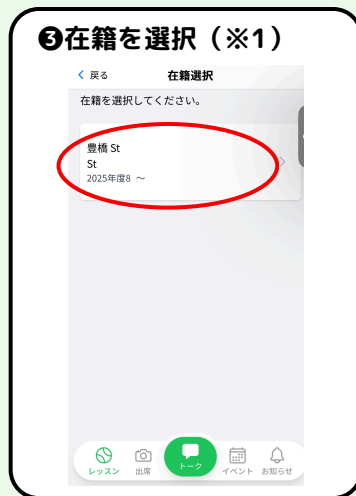 ❸在籍を選択（※1）
戻る 在籍選択
在籍を選択してください。
豊橋 St
St
2025年度8 ～
レッスン 出席 トーク イベント お知らせ